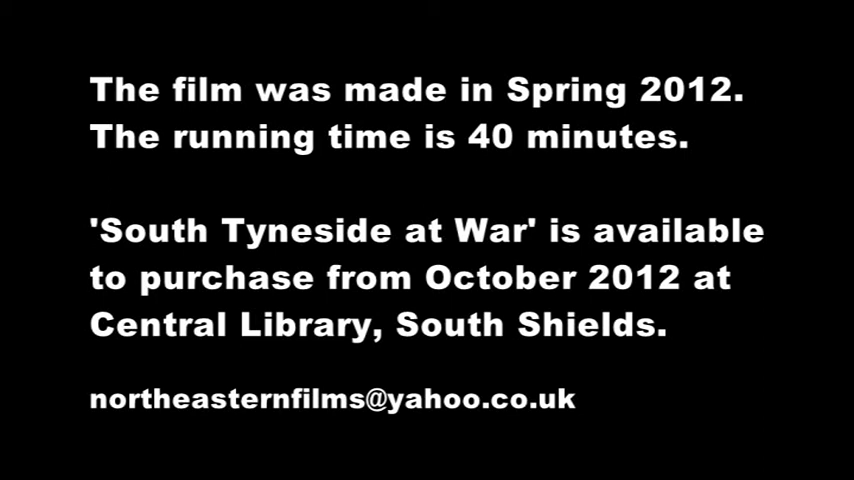 The film was made in Spring 2012.
The running time is 40 minutes.
'South Tyneside at War' is available
to purchase from October 2012 at
Central Library, South Shields.
northeasternfilms@yahoo.co.uk